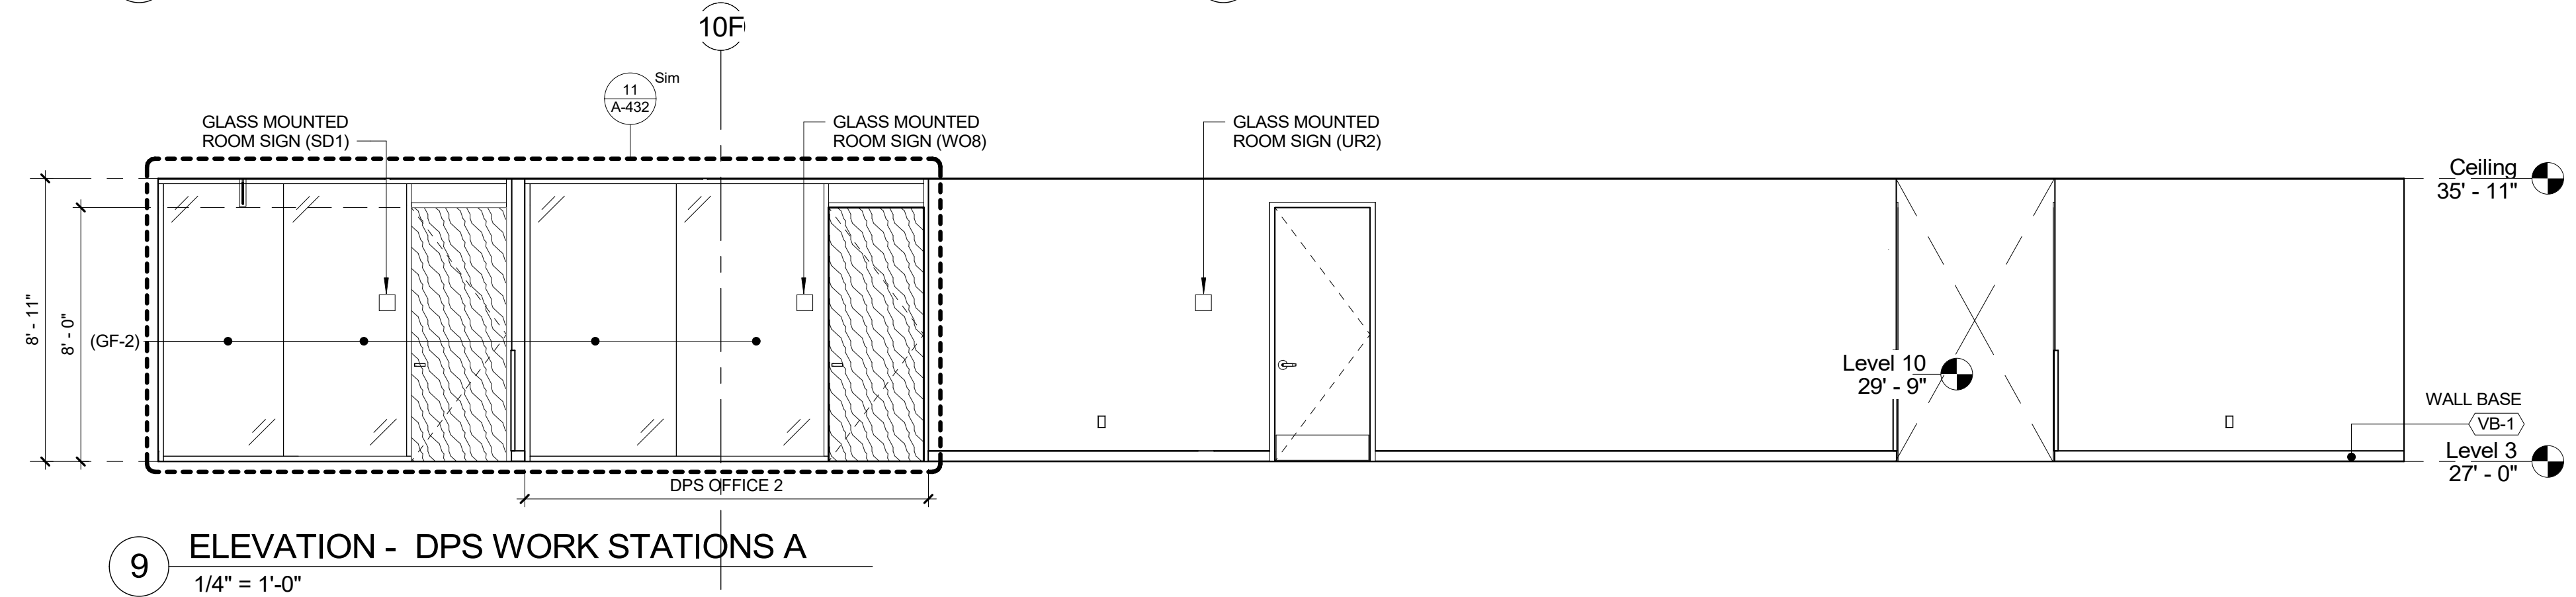 10F
11
A-432
Sim
GLASS MOUNTED
ROOM SIGN (SD1)
GLASS MOUNTED
ROOM SIGN (WO8)
GLASS MOUNTED
ROOM SIGN (UR2)
Ceiling
35' - 11"
8' - 11"
8' - 0"
(GF-2)
Level 10
29' - 9"
WALL BASE
VB-1
Level 3
27' - 0"
DPS OFFICE 2
9
ELEVATION - DPS WORK STATIONS A
1/4" = 1'-0"